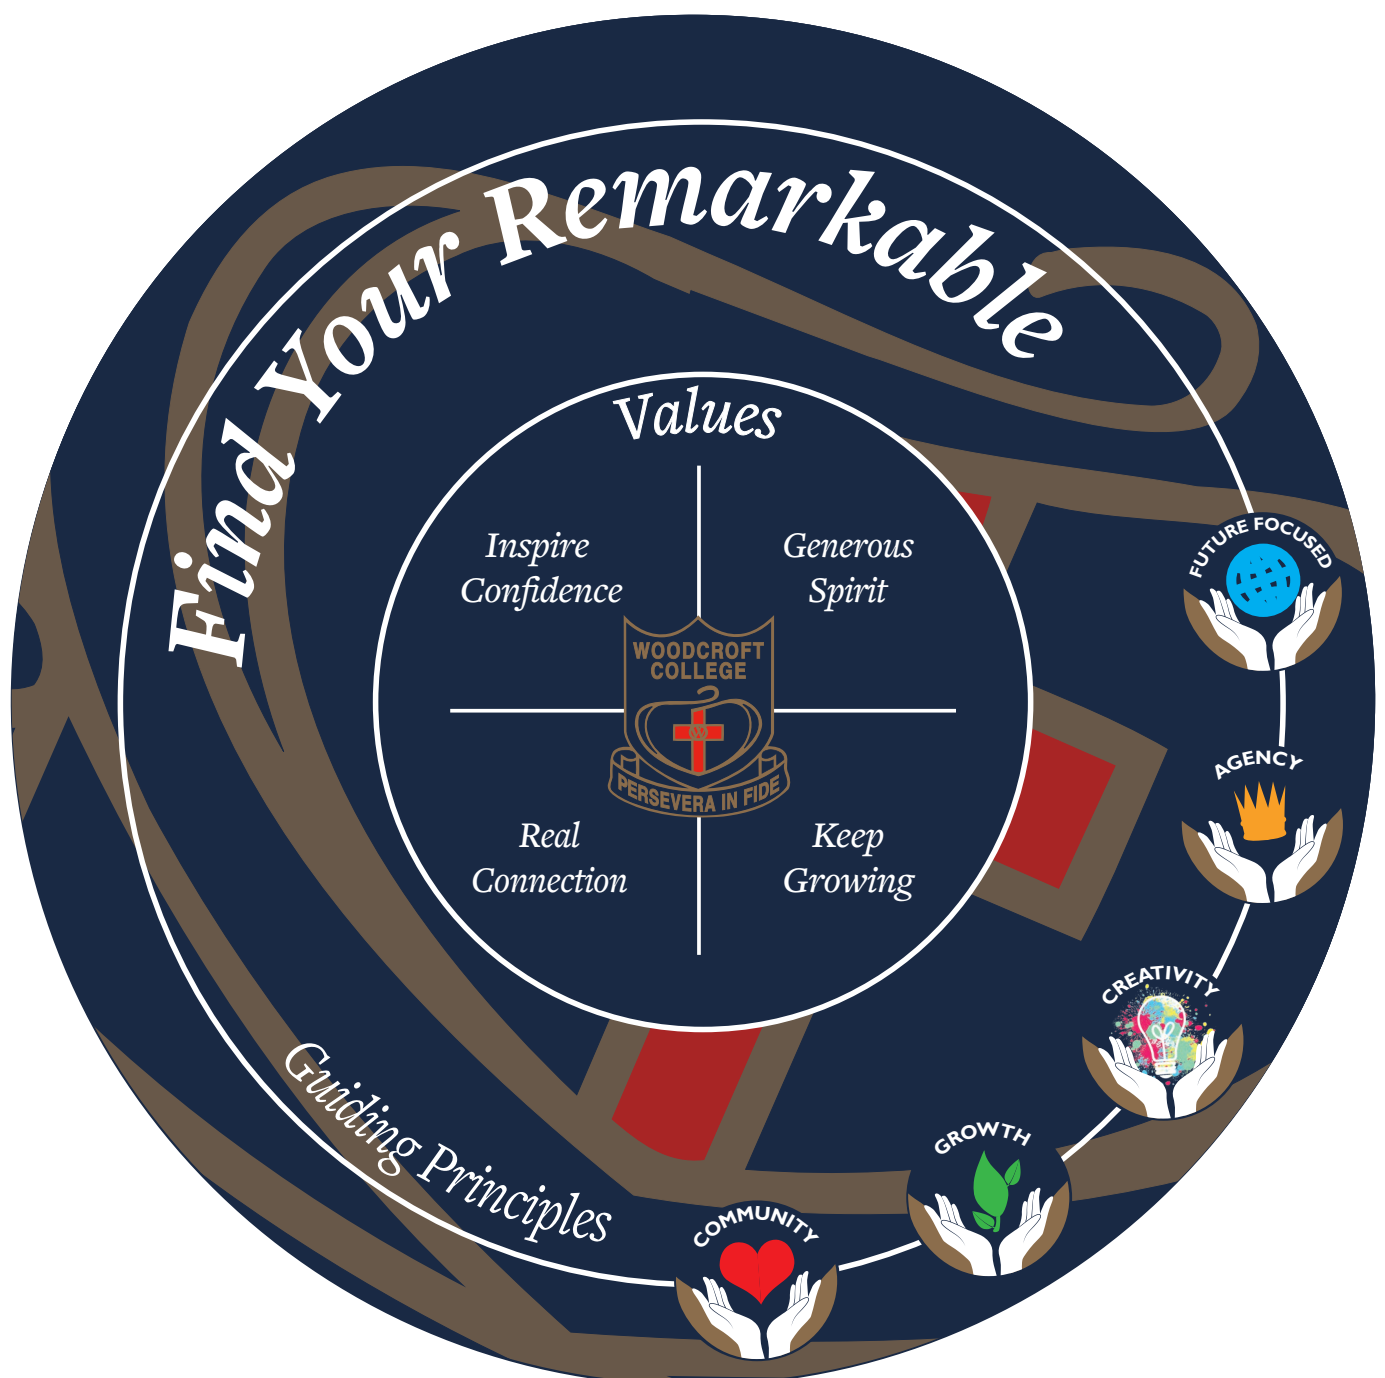 Find Your Remarkable
Values
Inspire
Confidence
Generous
Spirit
WOODCROFT
COLLEGE
PERSEVERA IN FIDE
Real
Connection
Keep
Growing
FUTURE FOCUSED
AGENCY
CREATIVITY
GROWTH
COMMUNITY
Guiding Principles